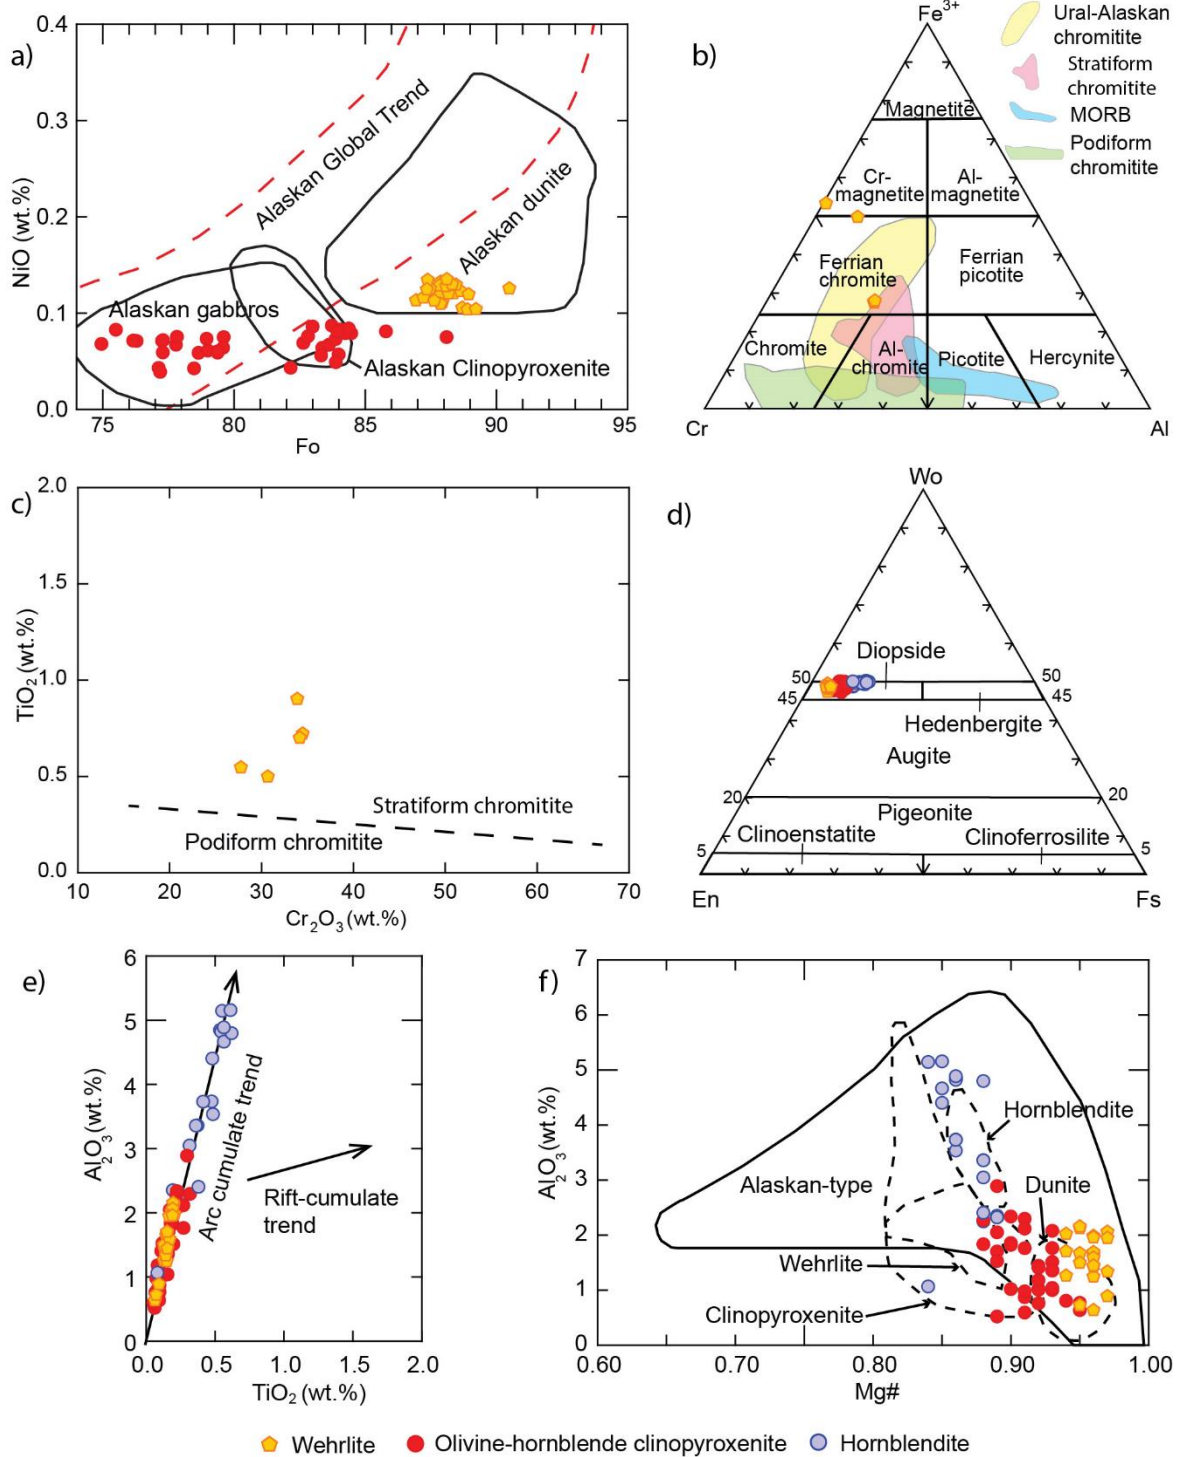 a)
0.4
0.3
0.2
0.1
0.0
NiO (wt.%)
75
80
85
90
95
Fo
Alaskan Global Trend
Alaskan dunite
Alaskan gabbros
Alaskan Clinopyroxenite
b)
Fe3+
Ural-Alaskan
chromitite
Stratiform
chromitite
MORB
Podiform
chromitite
Magnetite
Cr-
magnetite
Al-
magnetite
Ferrian
chromite
Ferrian
picotite
Chromite
Al-
chromite
Picotite
Hercynite
Cr
Al
c)
2.0
1.5
1.0
0.5
0.0
TiO2 (wt.%)
Stratiform chromitite
Podiform chromitite
10
20
30
40
50
60
70
Cr2O3 (wt.%)
d)
Wo
Diopside
50
50
45
45
Hedenbergite
Augite
20
20
Pigeonite
Clinoenstatite
Clinoferrosilite
5
5
En
Fs
e)
6
5
4
3
2
1
0
Al2O3 (wt.%)
Arc cumulate trend
Rift-cumulate
trend
0.0
0.5
1.0
1.5
2.0
TiO2 (wt.%)
f)
7
6
5
4
3
2
1
0
Al2O3 (wt.%)
Hornblendite
Alaskan-type
Dunite
Wehrlite
Clinopyroxenite
0.60
0.70
0.80
0.90
1.00
Mg#
Wehrlite
Olivine-hornblende clinopyroxenite
Hornblendite